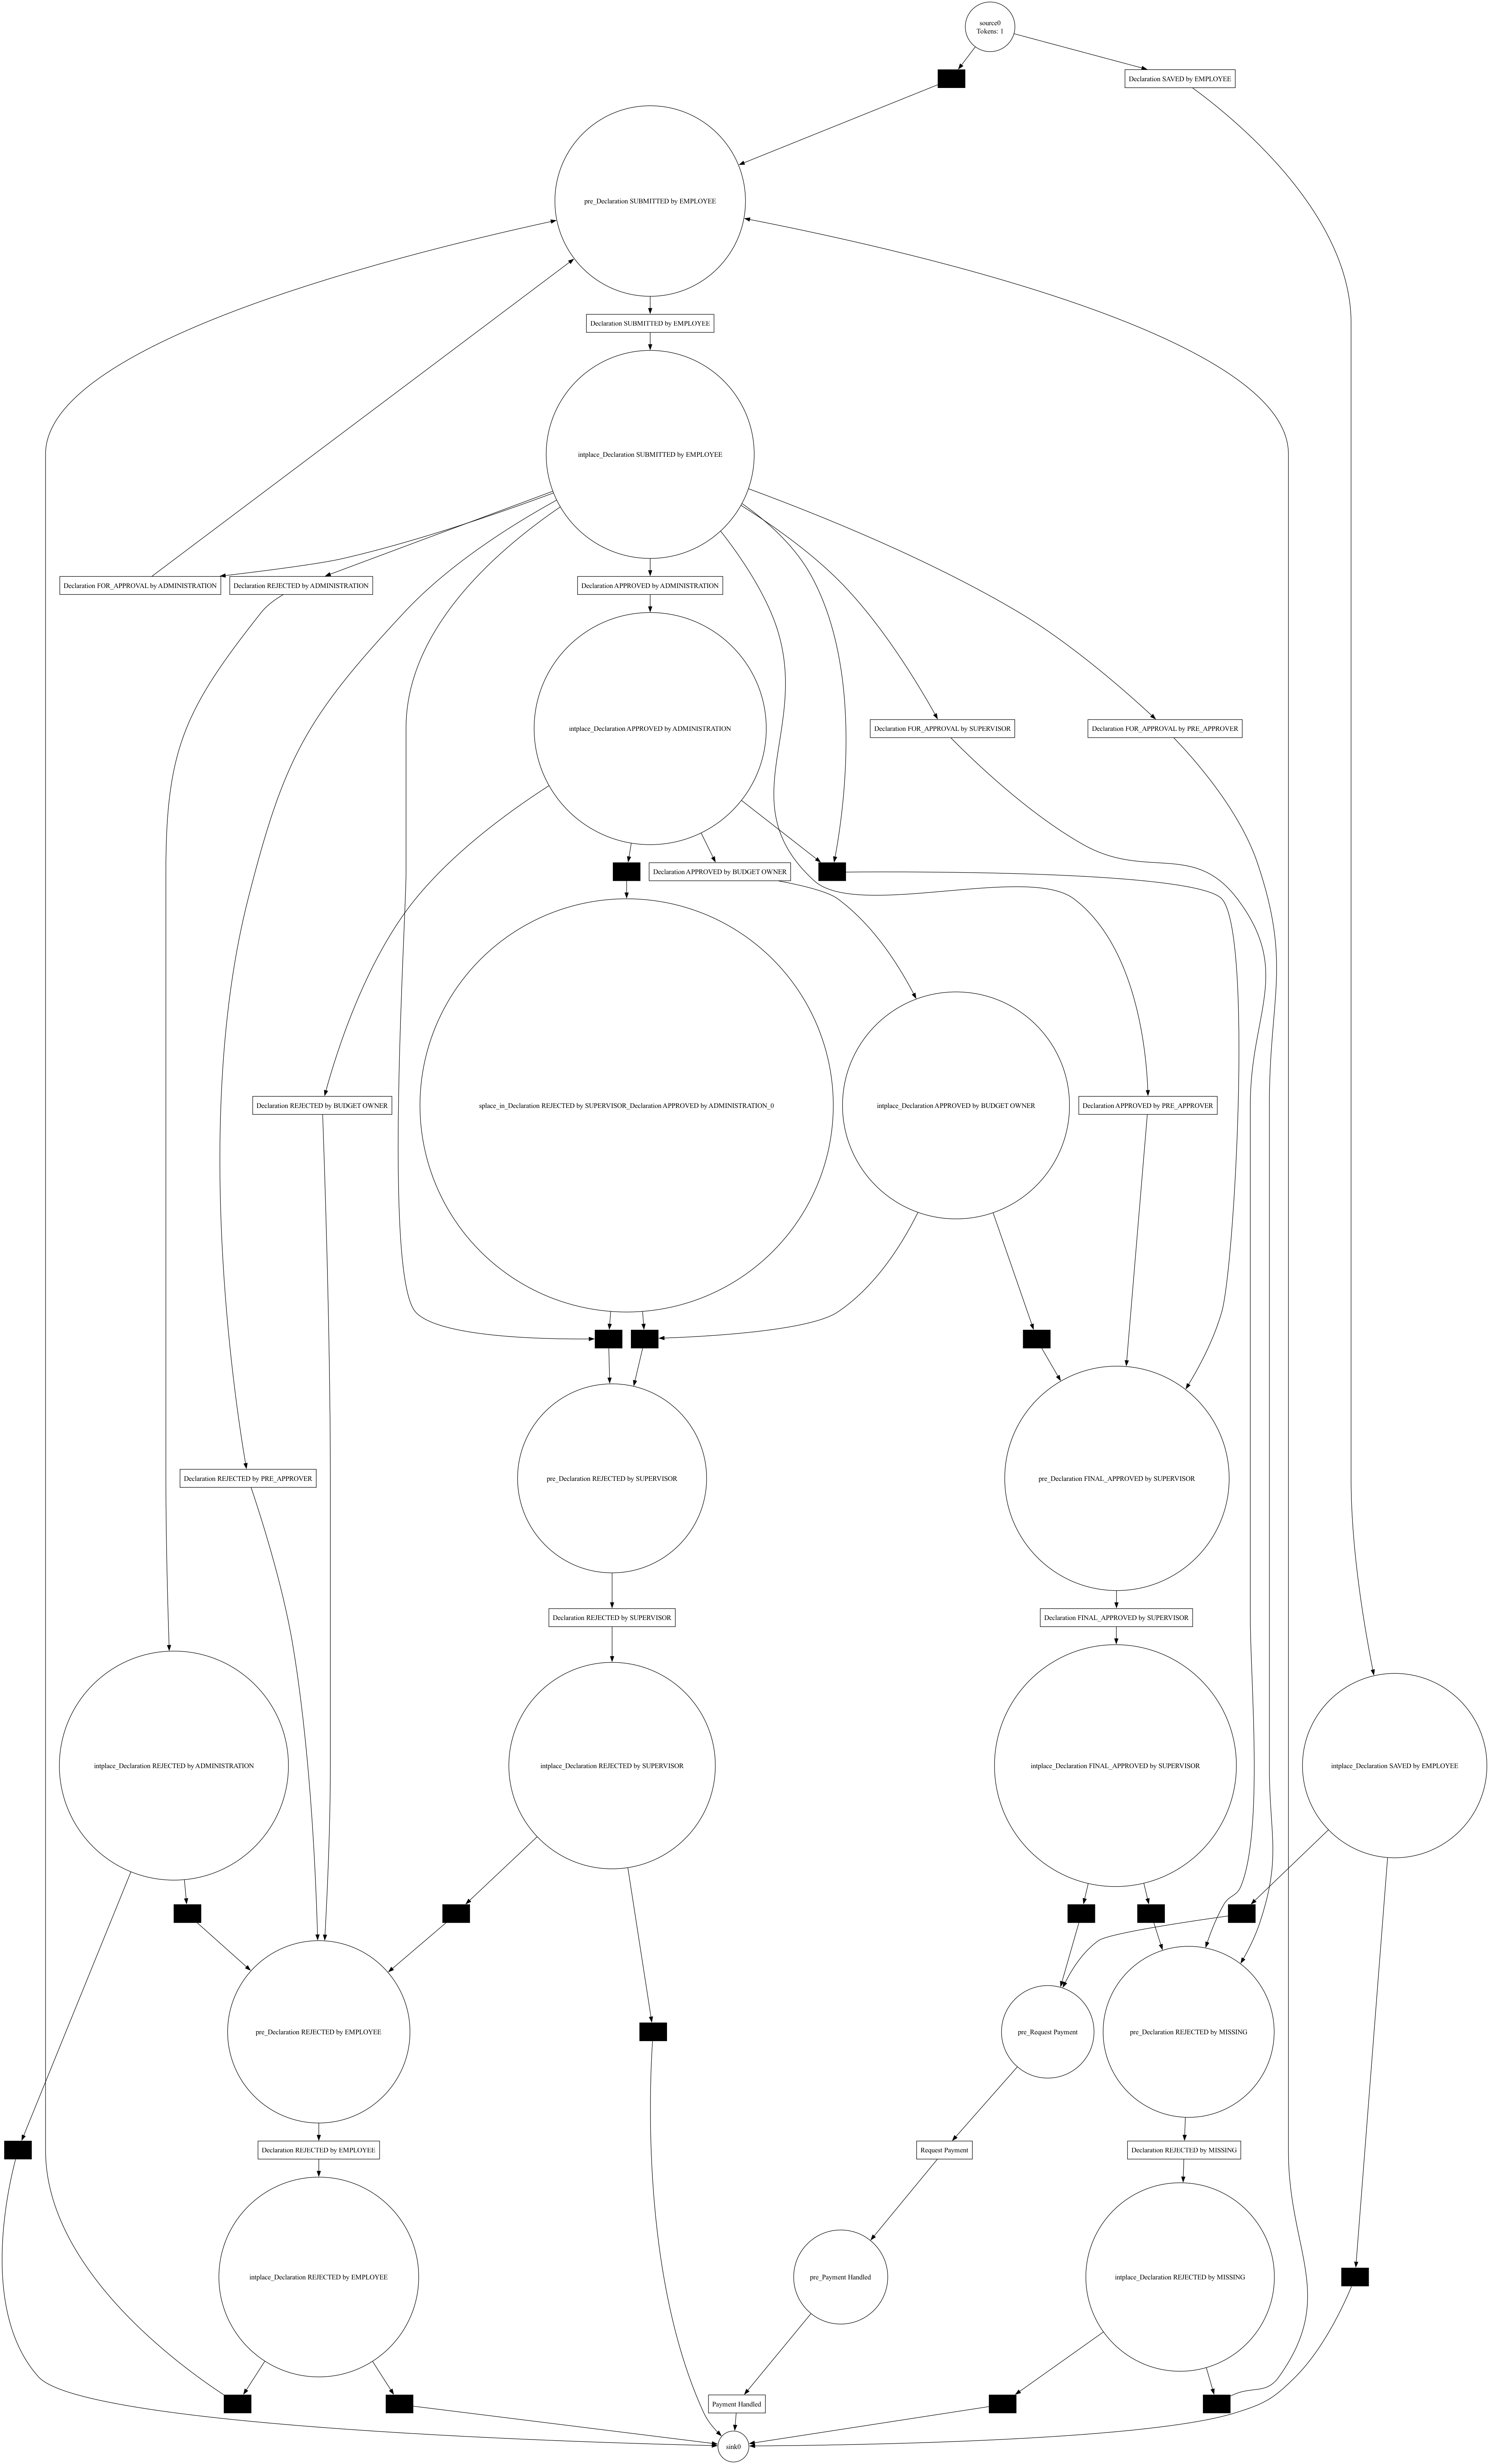 source0
Tokens: 1
Declaration SAVED by EMPLOYEE
pre_Declaration SUBMITTED by EMPLOYEE
Declaration SUBMITTED by EMPLOYEE
intplace_Declaration SUBMITTED by EMPLOYEE
Declaration FOR_APPROVAL by ADMINISTRATION
Declaration REJECTED by ADMINISTRATION
Declaration APPROVED by ADMINISTRATION
intplace_Declaration APPROVED by ADMINISTRATION
Declaration FOR_APPROVAL by SUPERVISOR
Declaration FOR_APPROVAL by PRE_APPROVER
Declaration APPROVED by BUDGET OWNER
Declaration REJECTED by BUDGET OWNER
splace_in_Declaration REJECTED by SUPERVISOR_Declaration APPROVED by ADMINISTRATION_0
intplace_Declaration APPROVED by BUDGET OWNER
Declaration APPROVED by PRE_APPROVER
Declaration REJECTED by PRE_APPROVER
pre_Declaration REJECTED by SUPERVISOR
pre_Declaration FINAL_APPROVED by SUPERVISOR
Declaration REJECTED by SUPERVISOR
Declaration FINAL_APPROVED by SUPERVISOR
intplace_Declaration REJECTED by ADMINISTRATION
intplace_Declaration REJECTED by SUPERVISOR
intplace_Declaration FINAL_APPROVED by SUPERVISOR
intplace_Declaration SAVED by EMPLOYEE
pre_Declaration REJECTED by EMPLOYEE
pre_Request Payment
pre_Declaration REJECTED by MISSING
Declaration REJECTED by EMPLOYEE
Request Payment
Declaration REJECTED by MISSING
intplace_Declaration REJECTED by EMPLOYEE
pre_Payment Handled
intplace_Declaration REJECTED by MISSING
Payment Handled
sink0